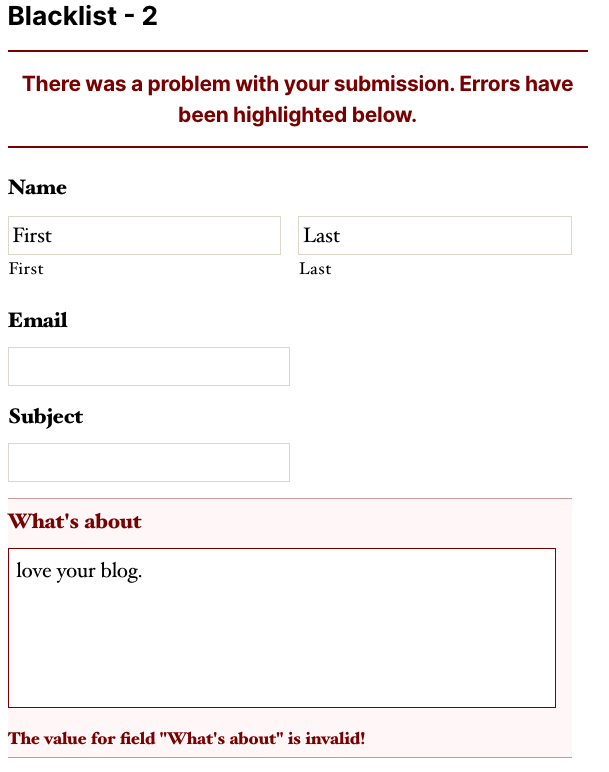 Blacklist - 2
There was a problem with your submission. Errors have
been highlighted below.
Name
First Last
First Last
Email
Subject
What's about
love your blog.
The value for field "What's about" is invalid!